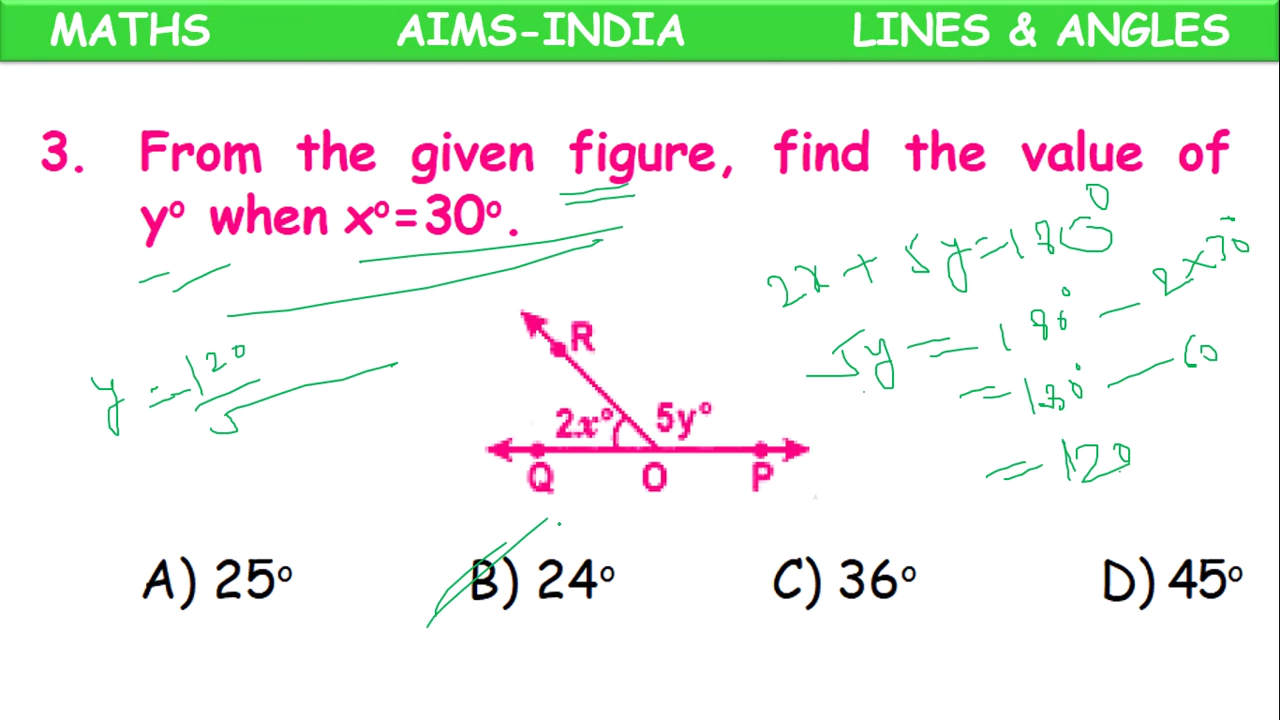 MATHS AIMS-INDIA LINES & ANGLES
3. From the given figure, find the value of
y° when x°=30°.
2x + 5y = 180°
5y = 180° - 2×30
= 180° - 60
= 120
y = 120/5
R
2x° 5y°
Q O P
A) 25° B) 24° C) 36° D) 45°